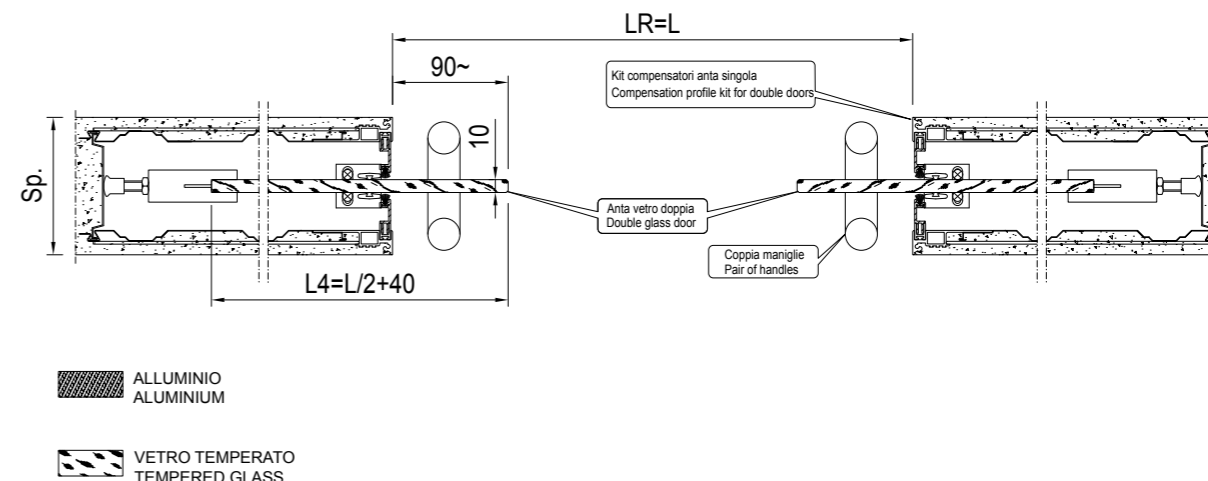 LR=L
90~
Kit compensatori anta singola
Compensation profile kit for double doors
10
Sp.
Anta vetro doppia
Double glass door
Coppia maniglie
Pair of handles
L4=L/2+40
ALLUMINIO
ALUMINIUM
VETRO TEMPERATO
TEMPERED GLASS